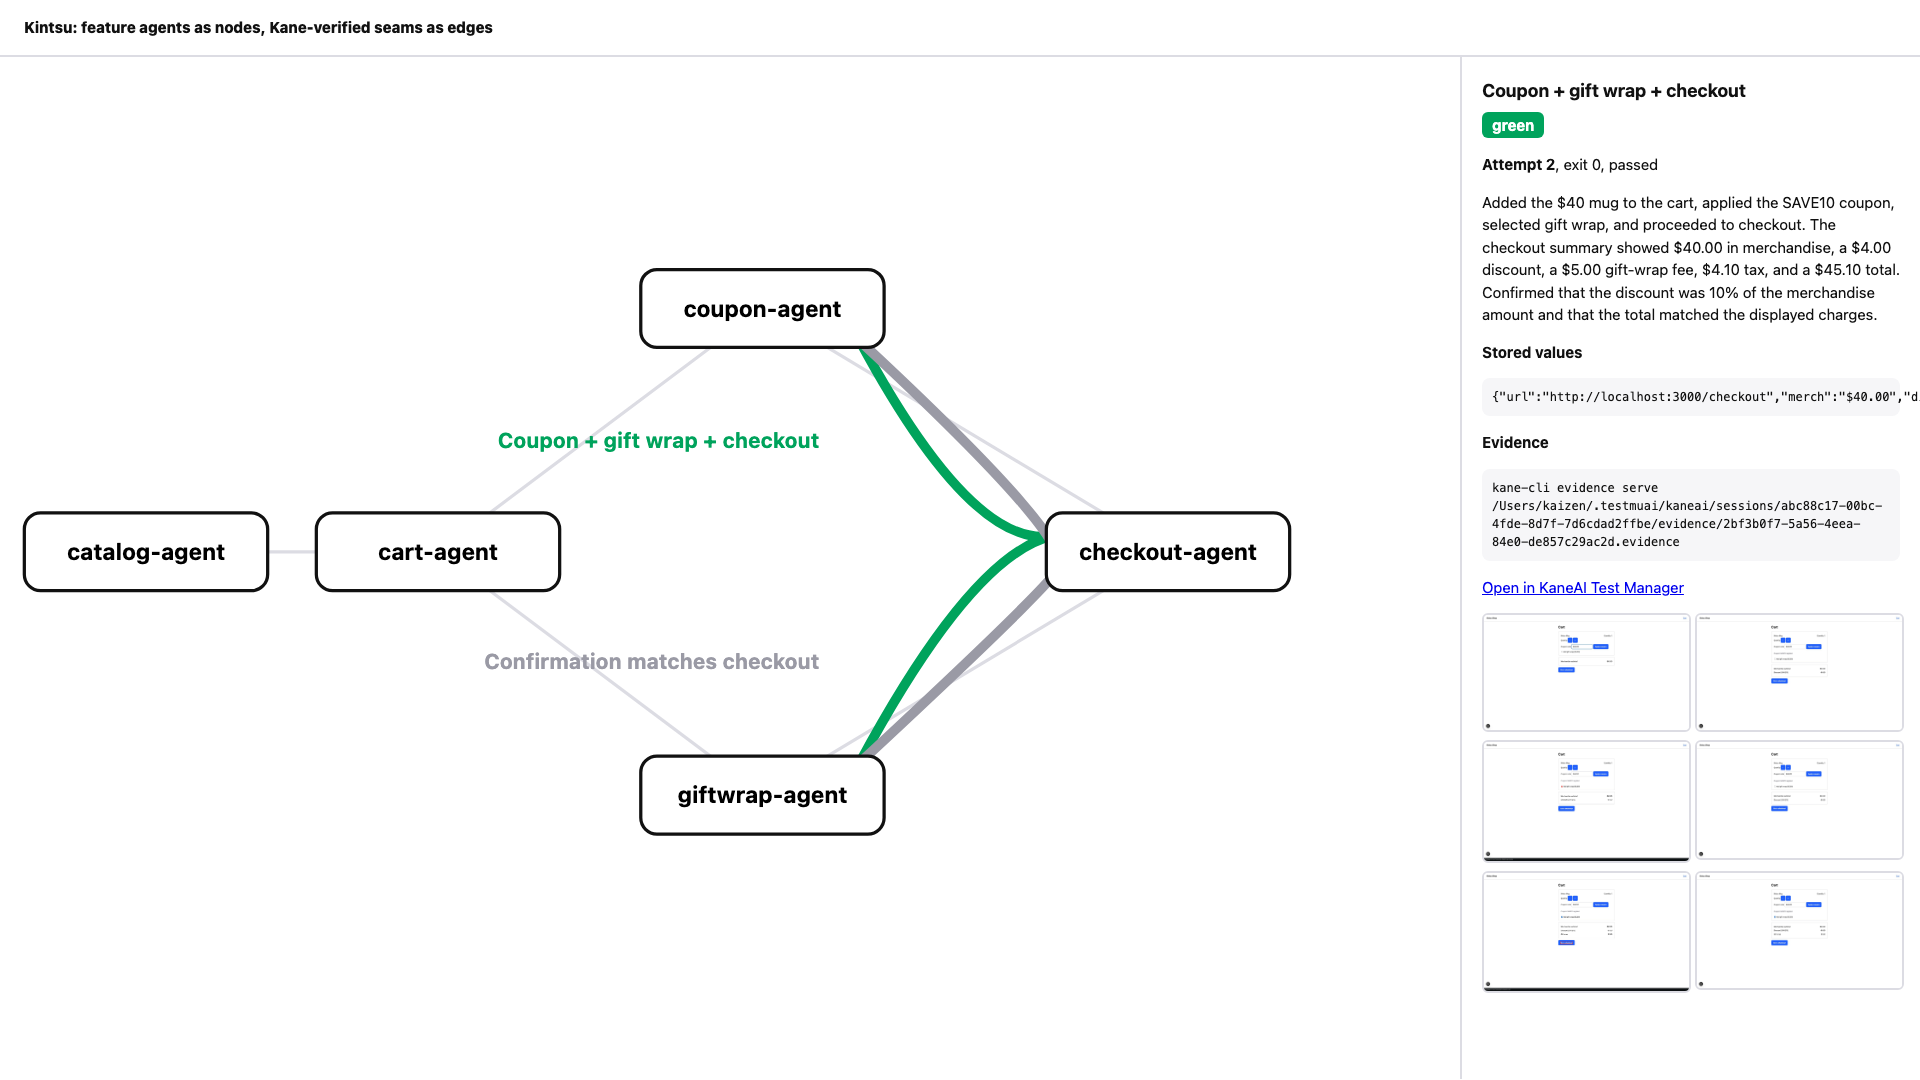 Kintsu: feature agents as nodes, Kane-verified seams as edges
coupon-agent
Coupon + gift wrap + checkout
catalog-agent
cart-agent
checkout-agent
Confirmation matches checkout
giftwrap-agent
Coupon + gift wrap + checkout
green
Attempt 2, exit 0, passed
Added the $40 mug to the cart, applied the SAVE10 coupon,
selected gift wrap, and proceeded to checkout. The
checkout summary showed $40.00 in merchandise, a $4.00
discount, a $5.00 gift-wrap fee, $4.10 tax, and a $45.10 total.
Confirmed that the discount was 10% of the merchandise
amount and that the total matched the displayed charges.
Stored values
{"url":"http://localhost:3000/checkout","merch":"$40.00","d
Evidence
kane-cli evidence serve
/Users/kaizen/.testmuai/kaneai/sessions/abc88c17-00bc-
4fde-8d7f-7d6cdad2ffbe/evidence/2bf3b0f7-5a56-4eea-
84e0-de857c29ac2d.evidence
Open in KaneAI Test Manager
Cart
Cart
Cart
Cart
Cart
Cart